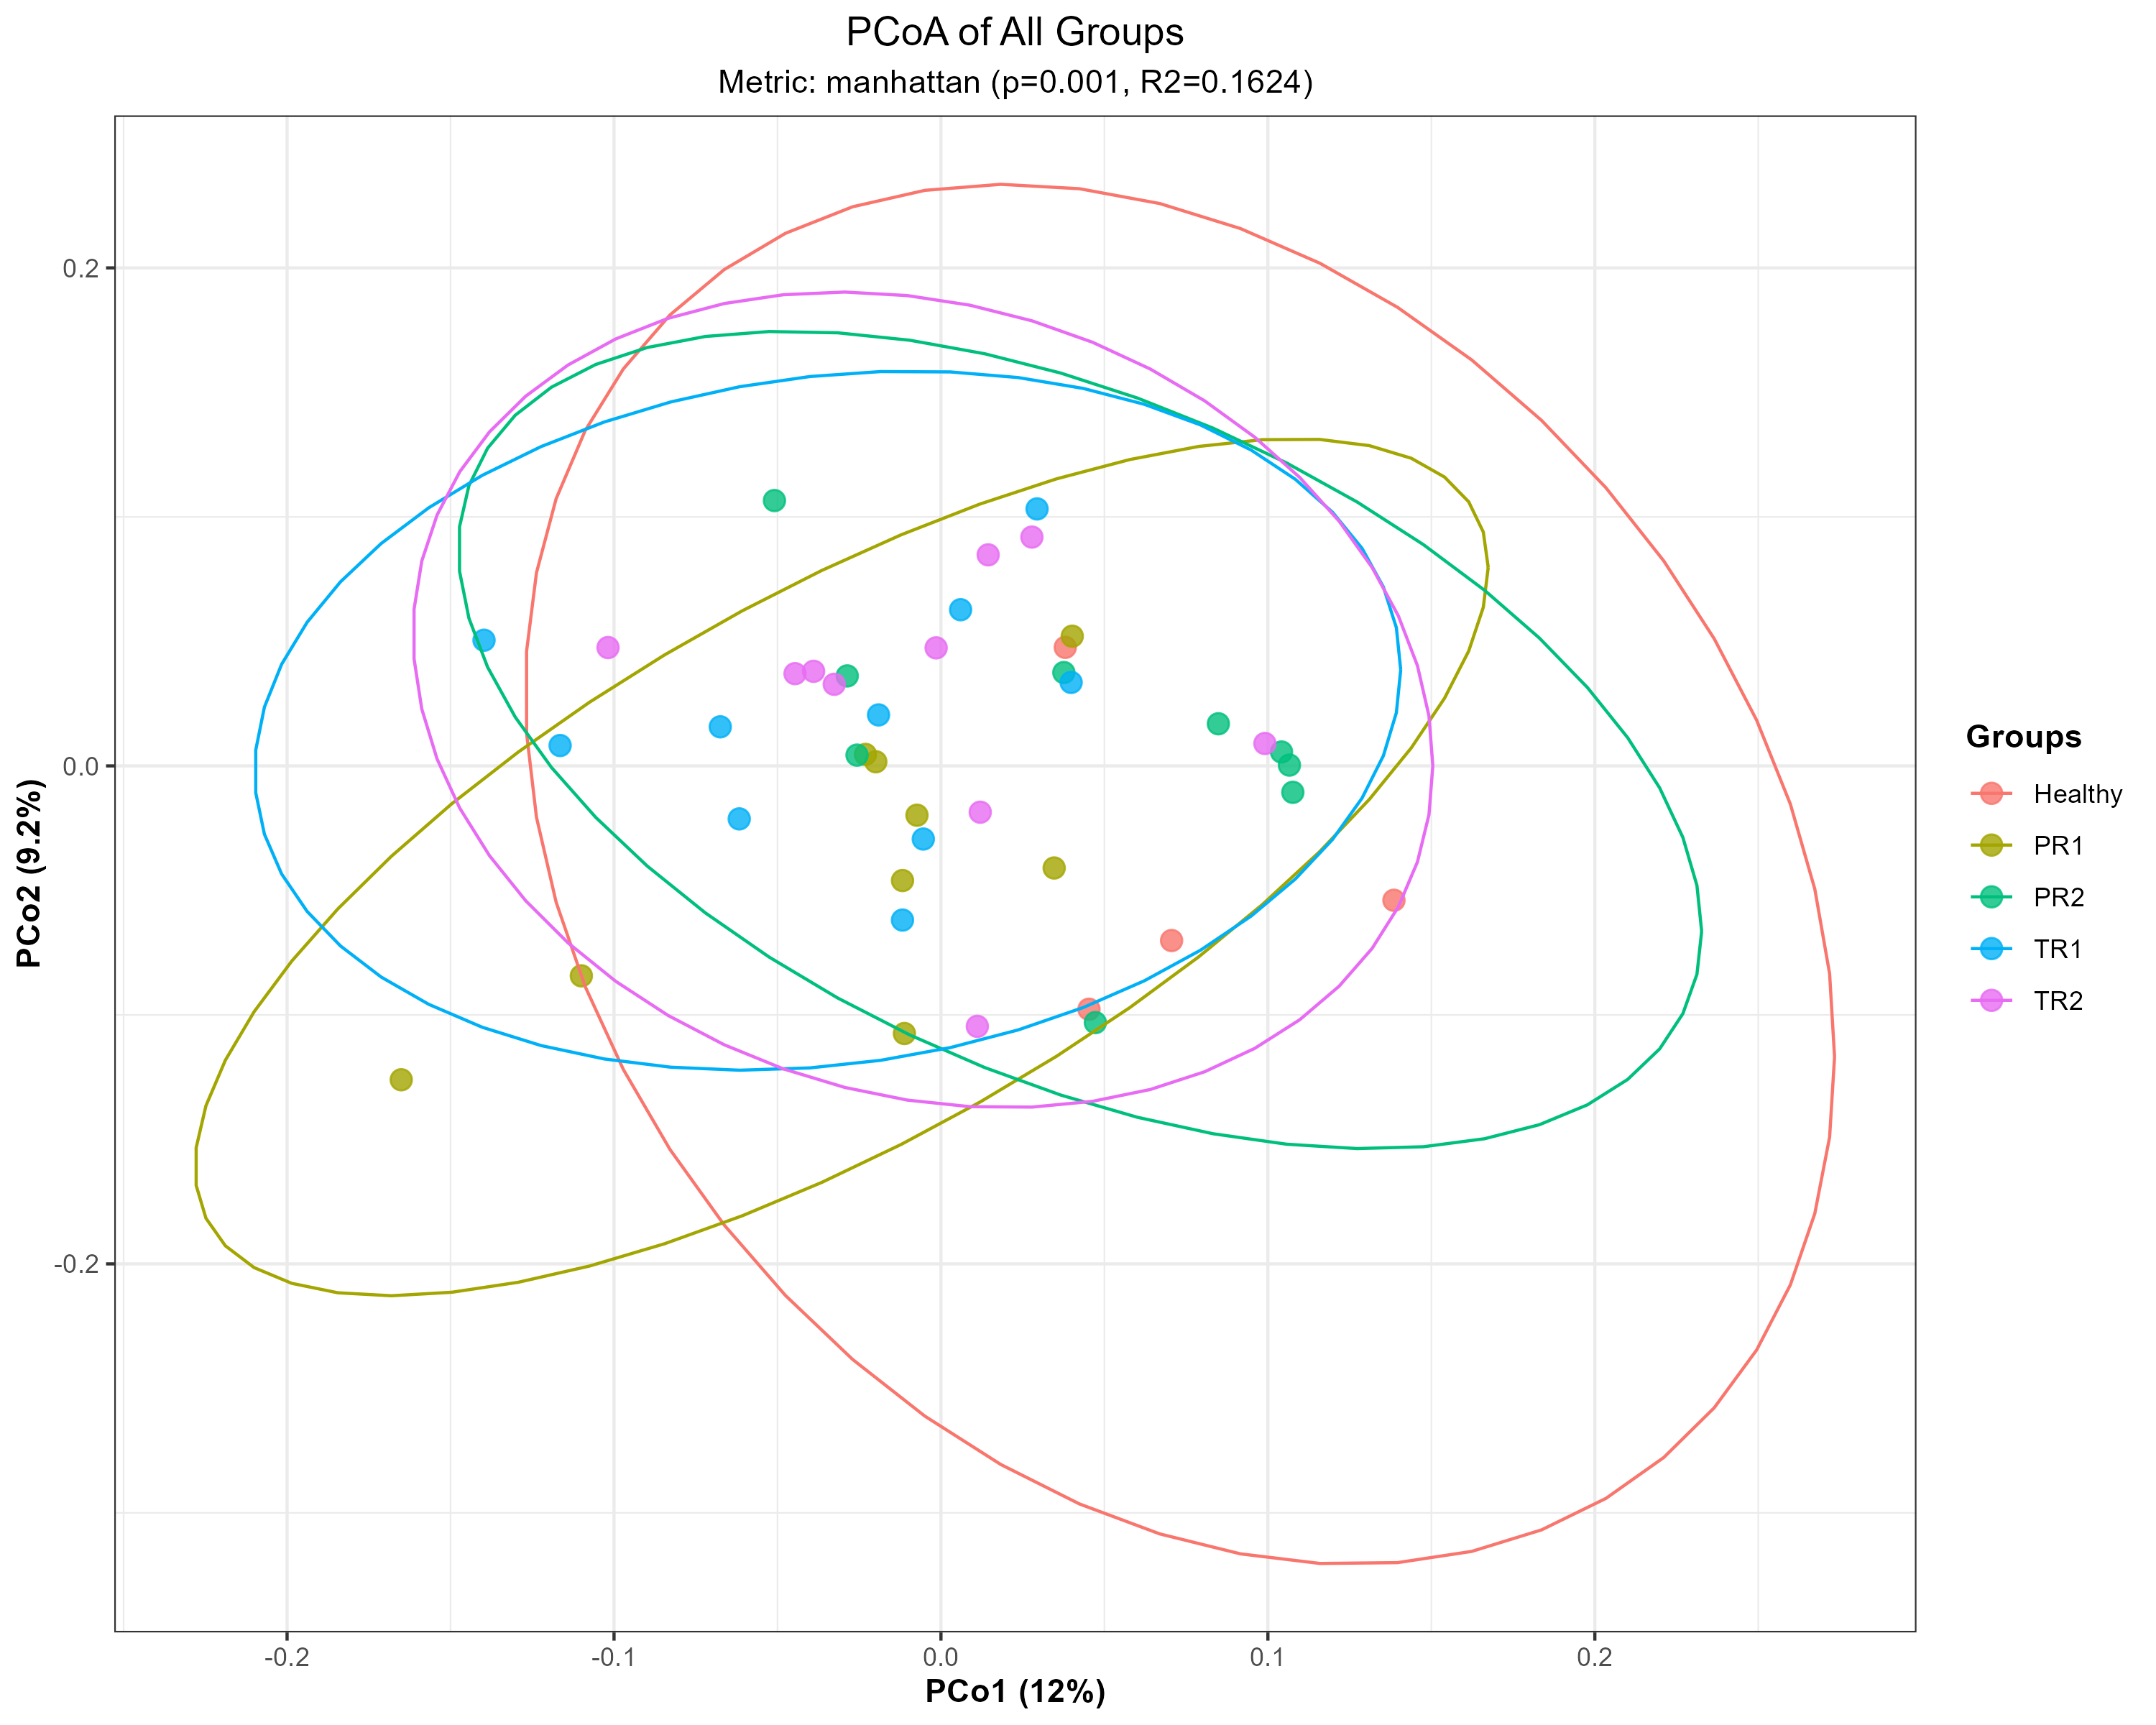 PCoA of All Groups
Metric: manhattan (p=0.001, R2=0.1624)
0.2
0.0
-0.2
PCo2 (9.2%)
-0.2
-0.1
0.0
0.1
0.2
PCo1 (12%)
Groups
Healthy
PR1
PR2
TR1
TR2